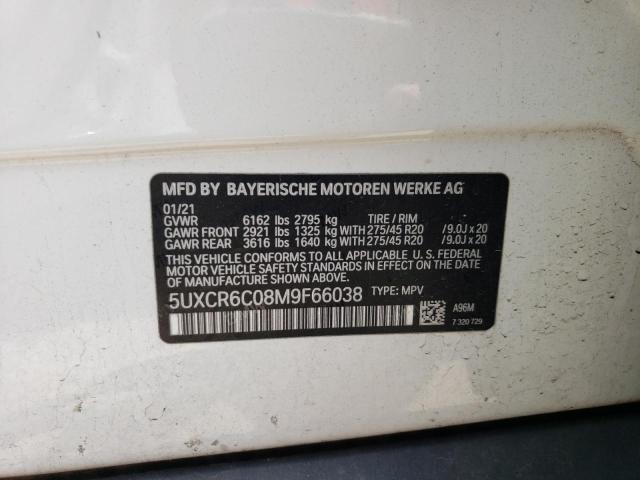 MFD BY BAYERISCHE MOTOREN WERKE AG
01/21
GVWR 6162 lbs 2795 kg TIRE / RIM
GAWR FRONT 2921 lbs 1325 kg WITH 275/45 R20 / 9.0J x 20
GAWR REAR 3616 lbs 1640 kg WITH 275/45 R20 / 9.0J x 20
THIS VEHICLE CONFORMS TO ALL APPLICABLE U. S. FEDERAL
MOTOR VEHICLE SAFETY STANDARDS IN EFFECT ON THE DATE
OF MANUFACTURE SHOWN ABOVE.
5UXCR6C08M9F66038 TYPE: MPV
A96M
7 320 729